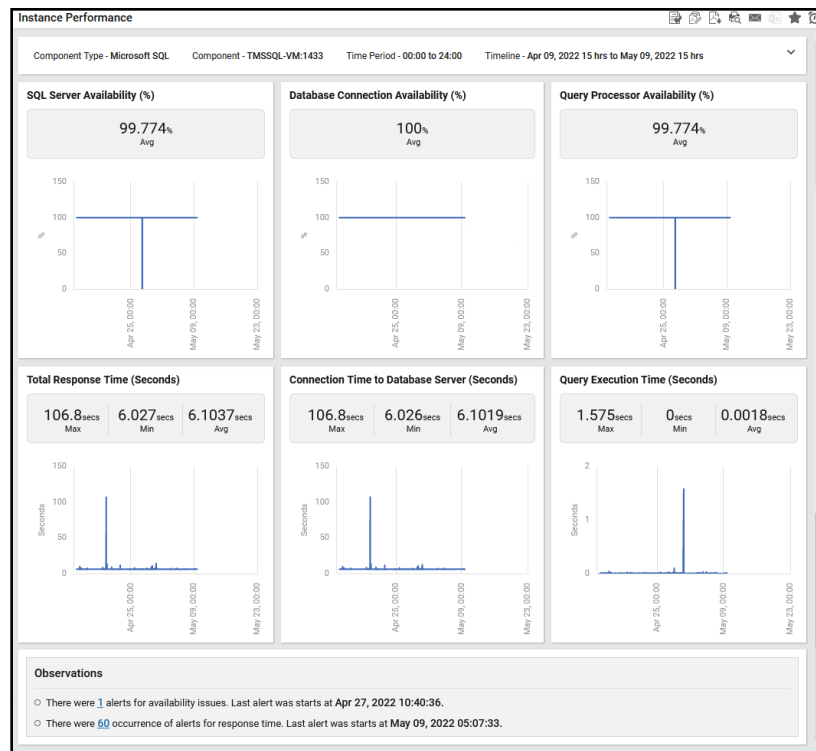 Instance Performance
Component Type - Microsoft SQL Component - TMSSQL-VM:1433 Time Period - 00:00 to 24:00 Timeline - Apr 09, 2022 15 hrs to May 09, 2022 15 hrs
SQL Server Availability (%)
99.774%
Avg
150
100
50
0
%
Apr 25, 00:00
May 09, 00:00
May 23, 00:00
Database Connection Availability (%)
100%
Avg
150
100
50
0
%
Apr 25, 00:00
May 09, 00:00
May 23, 00:00
Query Processor Availability (%)
99.774%
Avg
150
100
50
0
%
Apr 25, 00:00
May 09, 00:00
May 23, 00:00
Total Response Time (Seconds)
106.8secs 6.027secs 6.1037secs
Max Min Avg
150
100
50
0
Seconds
Apr 25, 00:00
May 09, 00:00
May 23, 00:00
Connection Time to Database Server (Seconds)
106.8secs 6.026secs 6.1019secs
Max Min Avg
150
100
50
0
Seconds
Apr 25, 00:00
May 09, 00:00
May 23, 00:00
Query Execution Time (Seconds)
1.575secs 0secs 0.0018secs
Max Min Avg
2
1
0
Seconds
Apr 25, 00:00
May 09, 00:00
May 23, 00:00
Observations
There were 1 alerts for availability issues. Last alert was starts at Apr 27, 2022 10:40:36.
There were 60 occurrence of alerts for response time. Last alert was starts at May 09, 2022 05:07:33.